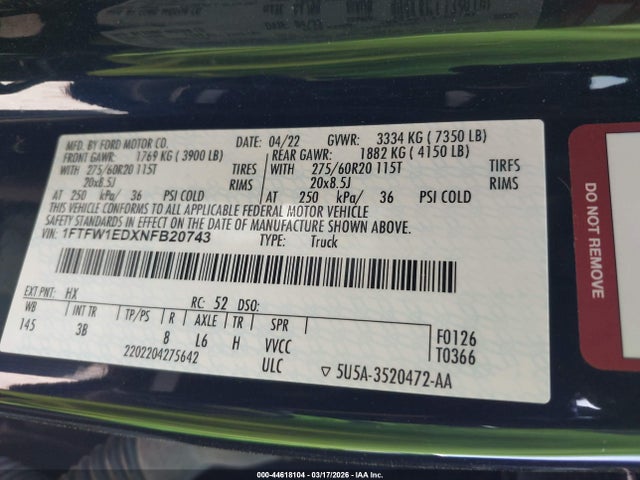 MFD. BY FORD MOTOR CO.
DATE: 04/22 GVWR: 3334 KG ( 7350 LB)
FRONT GAWR: 1769 KG ( 3900 LB)
REAR GAWR: 1882 KG ( 4150 LB)
WITH 275/60R20 115T TIRES
WITH 275/60R20 115T TIRES
20x8.5J RIMS
20x8.5J RIMS
AT 250 kPa/ 36 PSI COLD
AT 250 kPa/ 36 PSI COLD
THIS VEHICLE CONFORMS TO ALL APPLICABLE FEDERAL MOTOR VEHICLE
SAFETY STANDARDS IN EFFECT ON THE DATE OF MANUFACTURE SHOWN ABOVE.
VIN: 1FTFW1EDXNFB20743
TYPE: Truck
EXT PNT: HX RC: 52 DSO:
WB INT TR TP/PS R AXLE TR SPR
145 3B 8 L6 H VVCC
2202204275642 ULC
F0126
T0366
▽ 5U5A-3520472-AA
DO NOT REMOVE
000-44618104 - 03/17/2026 - IAAI.com